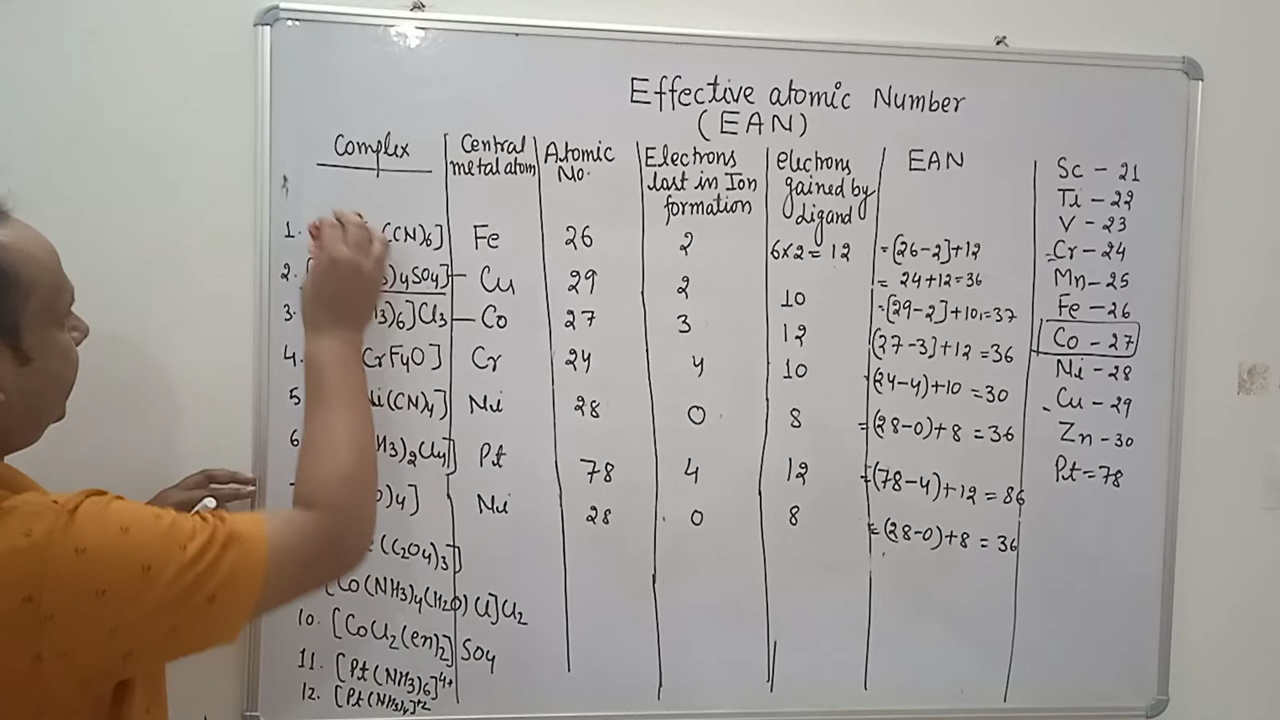 Effective atomic Number
(EAN)
Complex
Central metal atom
Atomic No.
Electrons lost in Ion formation
electrons gained by Ligand
EAN
1. (CN)6] Fe 26 2 6×2=12 =[26-2]+12
= 24+12=36
2. )4SO4] Cu 29 2 10 =[29-2]+10,=37
3. )6]Cl3 Co 27 3 12 (27-3]+12=36
4. CrF4O] Cr 24 4 10 (24-4)+10=30
5 (CN)4] Ni 28 0 8 =(28-0)+8=36
6 )2Cl4] Pt 78 4 12 =(78-4)+12=86
)4] Ni 28 0 8 =(28-0)+8=36
(C2O4)3]
[Co(NH3)4(H2O)Cl]Cl2
10. [CoCl2(en)2]SO4
11. [Pt(NH3)6]4+
12. [Pt(NH3)4]+2
Sc-21
Ti-22
V-23
Cr-24
Mn-25
Fe-26
Co-27
Ni-28
Cu-29
Zn-30
Pt=78